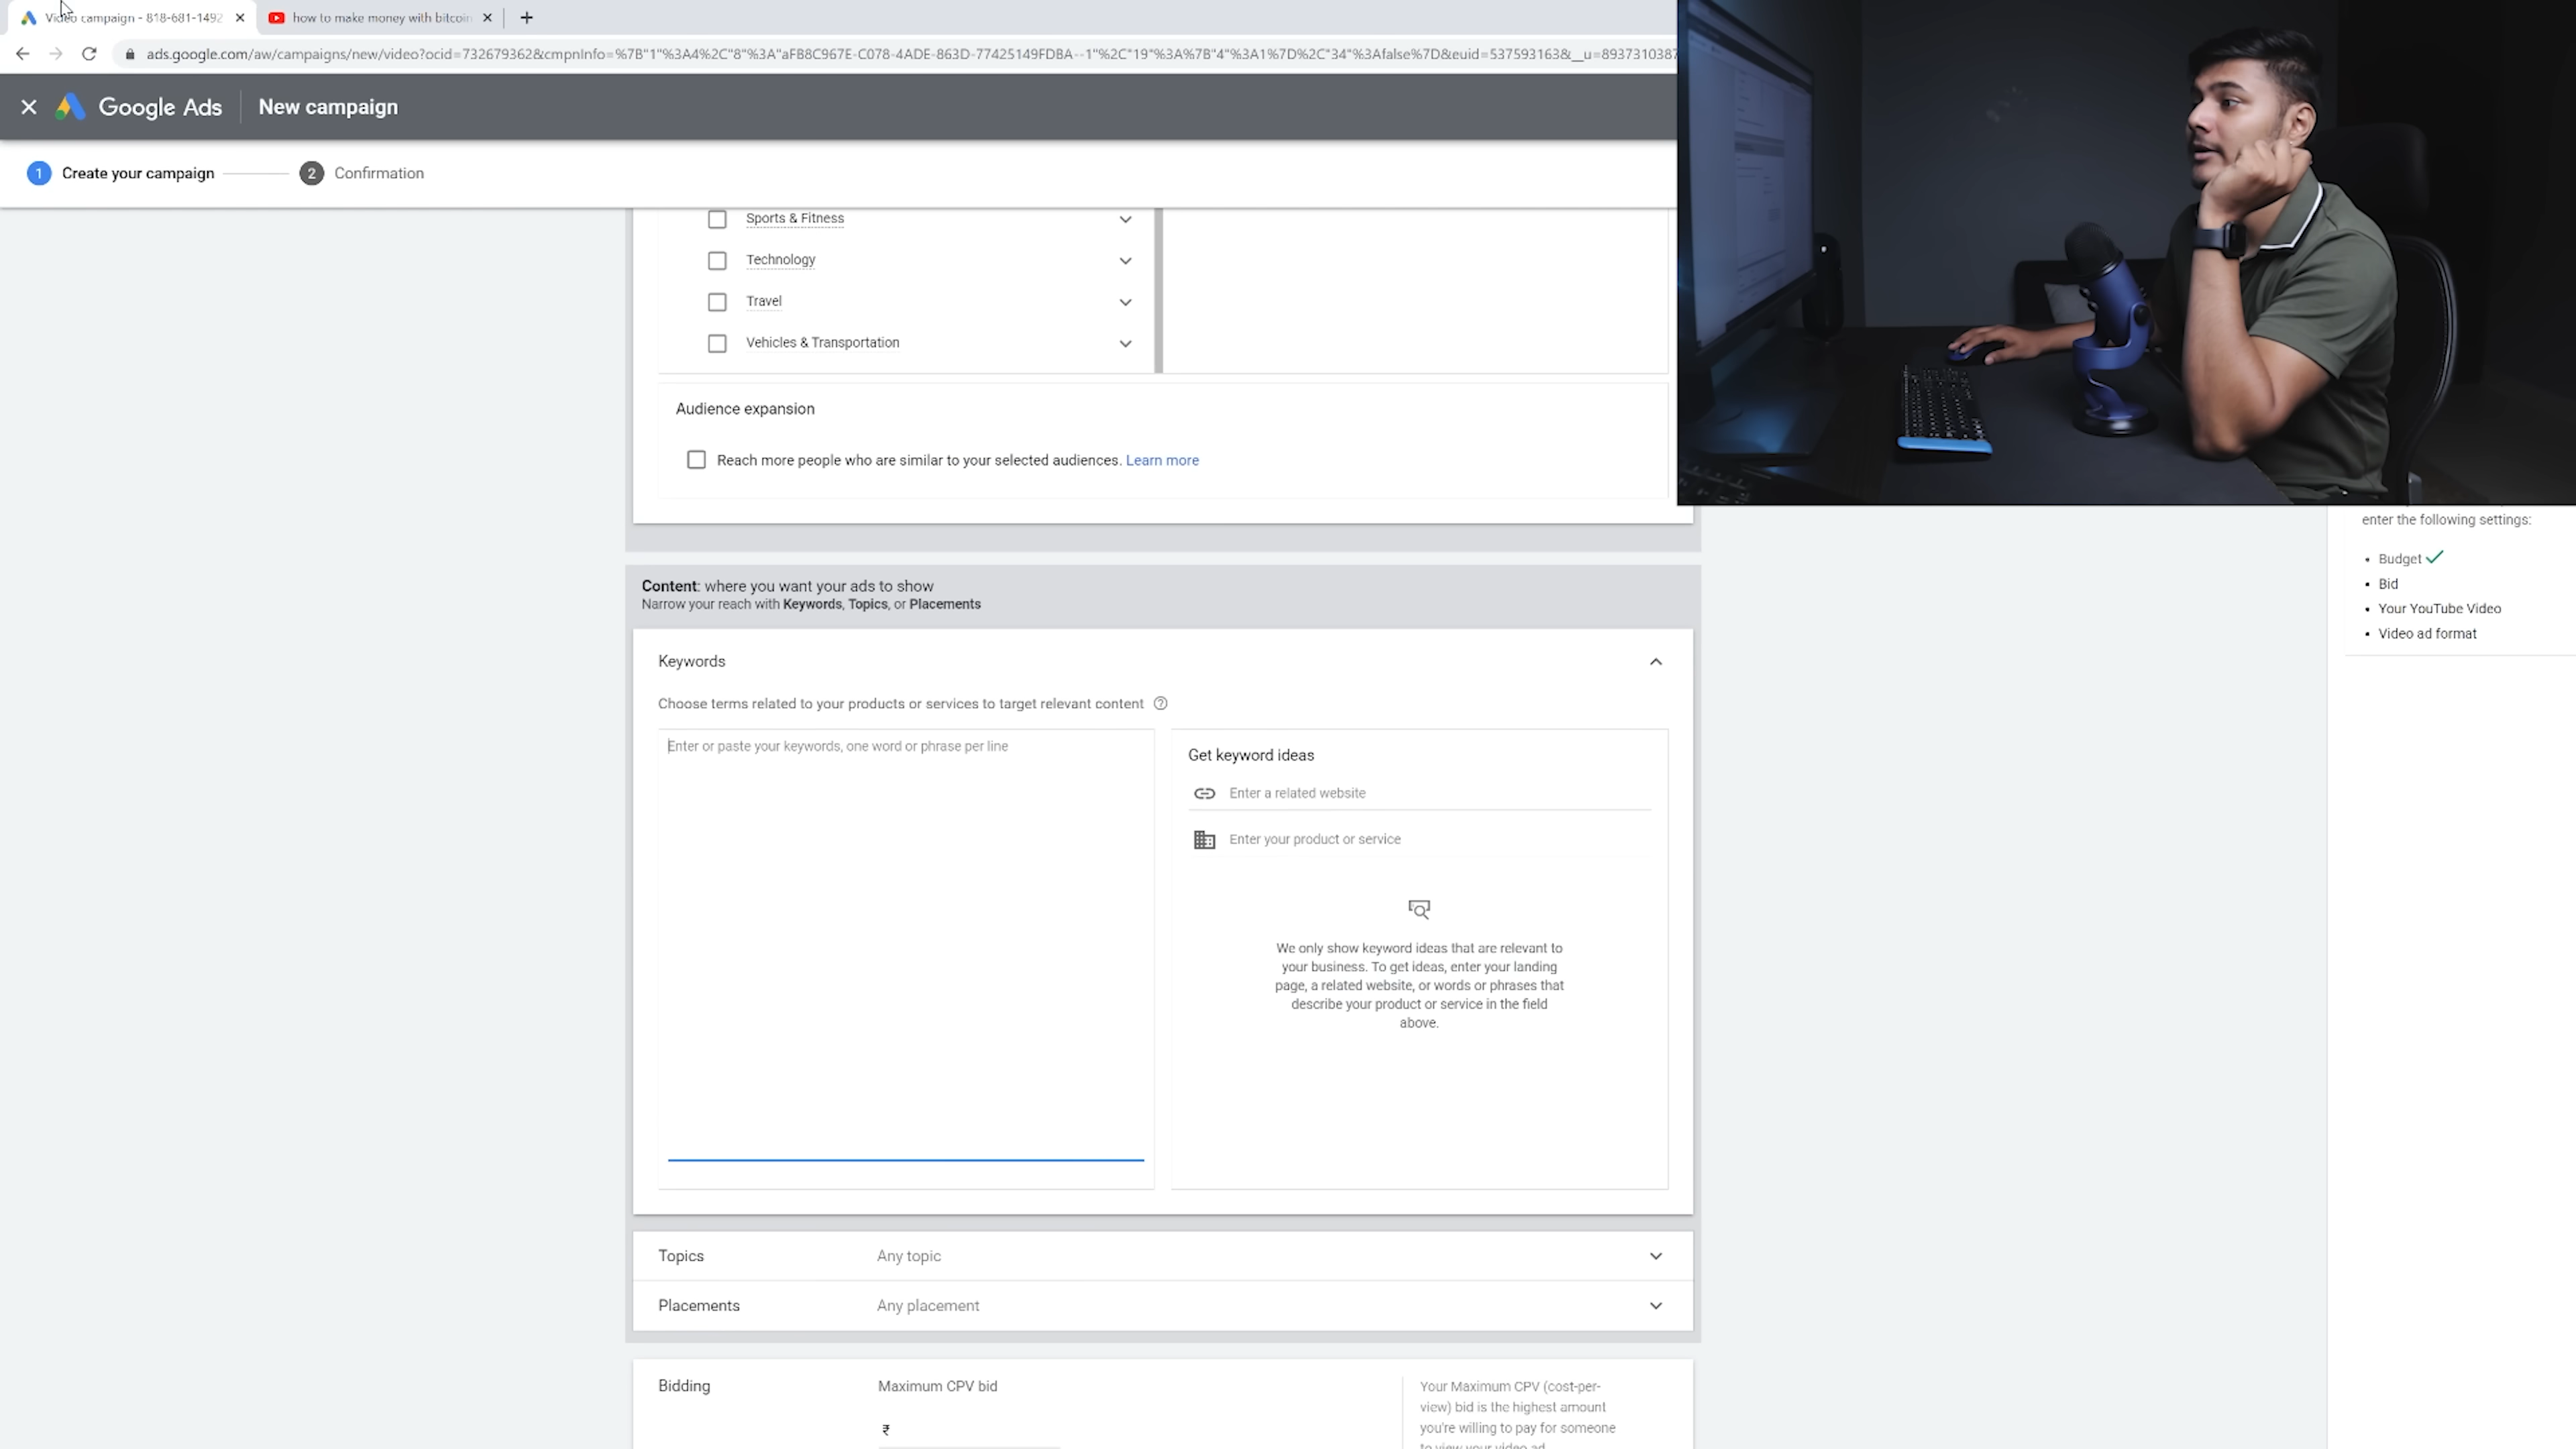 Video campaign - 818-681-1492
how to make money with bitcoin
ads.google.com/aw/campaigns/new/video?ocid=732679362&cmpnInfo=%7B"1"%3A4%2C"8"%3A"aFB8C967E-C078-4ADE-863D-77425149FDBA--1"%2C"19"%3A%7B"4"%3A1%7D%2C"34"%3Afalse%7D&euid=537593163&__u=8937310387
Google Ads
New campaign
1 Create your campaign
2 Confirmation
Sports & Fitness
Technology
Travel
Vehicles & Transportation
Audience expansion
Reach more people who are similar to your selected audiences. Learn more
enter the following settings:
• Budget
• Bid
• Your YouTube Video
• Video ad format
Content: where you want your ads to show
Narrow your reach with Keywords, Topics, or Placements
Keywords
Choose terms related to your products or services to target relevant content
Enter or paste your keywords, one word or phrase per line
Get keyword ideas
Enter a related website
Enter your product or service
We only show keyword ideas that are relevant to
your business. To get ideas, enter your landing
page, a related website, or words or phrases that
describe your product or service in the field
above.
Topics
Any topic
Placements
Any placement
Bidding
Maximum CPV bid
₹
Your Maximum CPV (cost-per-
view) bid is the highest amount
you're willing to pay for someone
to view your video ad